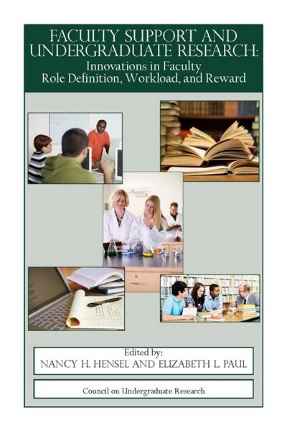 FACULTY SUPPORT AND
UNDERGRADUATE RESEARCH:
Innovations in Faculty
Role Definition, Workload, and Reward
Edited by:
NANCY H. HENSEL AND ELIZABETH L. PAUL
Council on Undergraduate Research